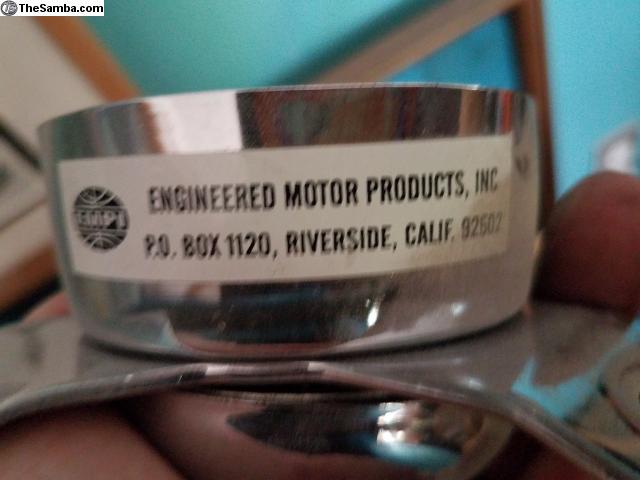 TheSamba.com
EMPI
ENGINEERED MOTOR PRODUCTS, INC
P.O. BOX 1120, RIVERSIDE, CALIF. 92502